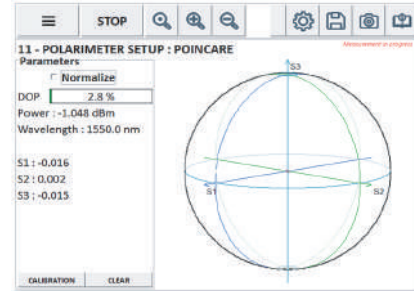 STOP
11 - POLARIMETER SETUP : POINCARE
Measurement in progress
Parameters
Normalize
DOP 2.8 %
Power : -1.048 dBm
Wavelength : 1550.0 nm
S1 : -0.016
S2 : 0.002
S3 : -0.015
S3
S1
S2
CALIBRATION CLEAR